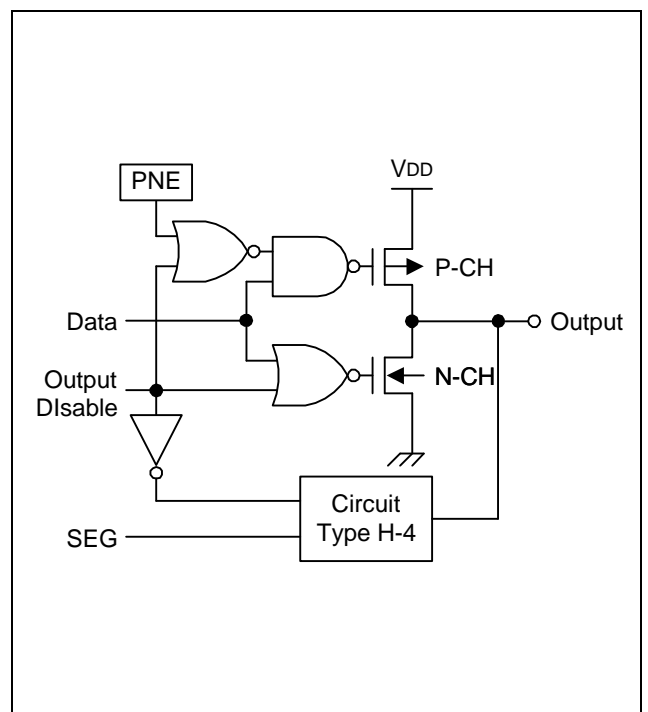 PNE
VDD
P-CH
Data
Output
Output
DIsable
N-CH
Circuit
Type H-4
SEG